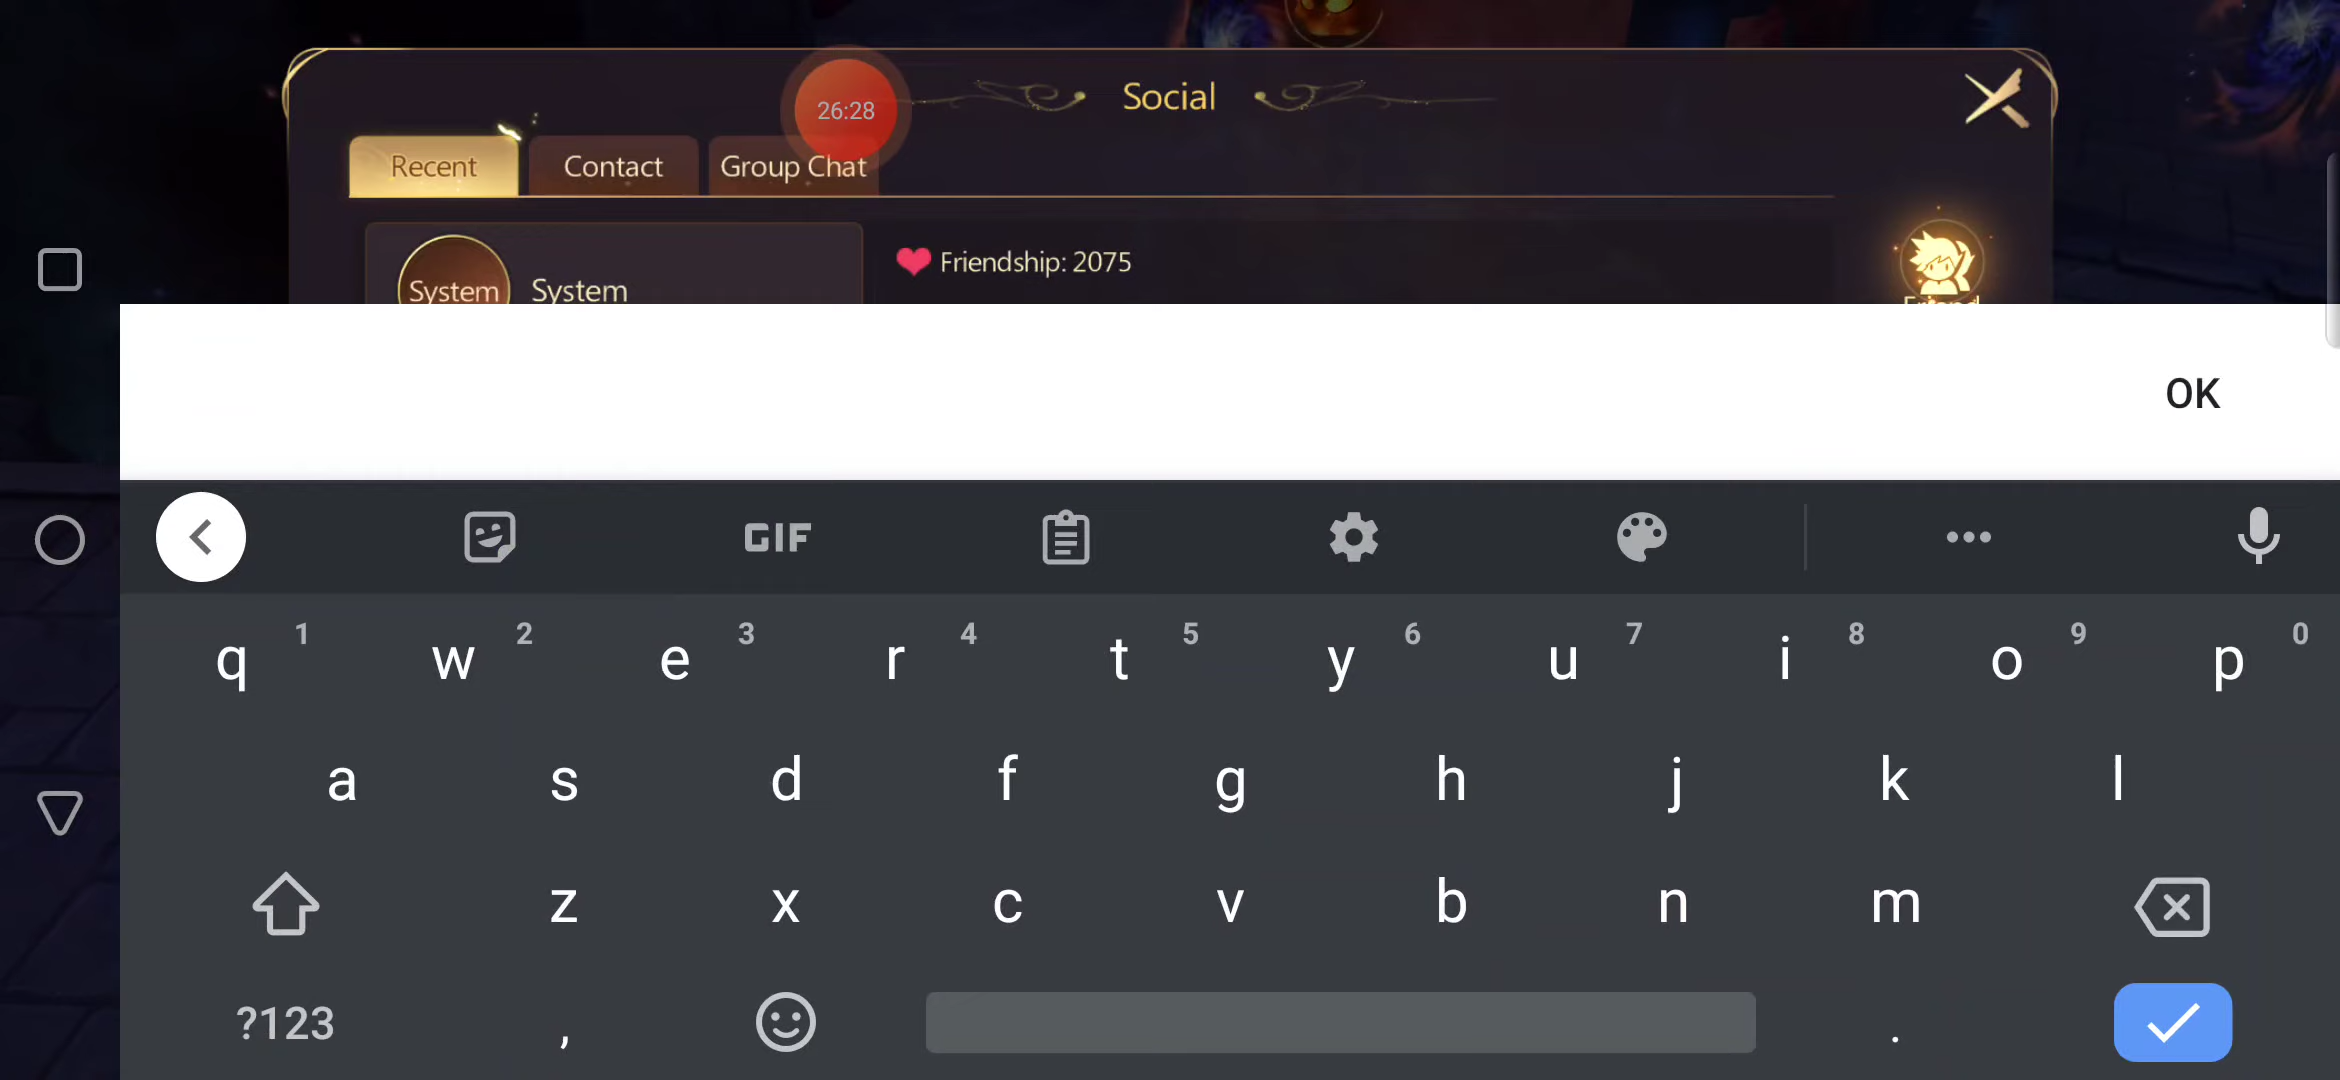 Social
26:28
Recent
Contact
Group Chat
System
System
Friendship: 2075
OK
GIF
q 1 w 2 e 3 r 4 t 5 y 6 u 7 i 8 o 9 p 0
a s d f g h j k l
z x c v b n m
?123 , .